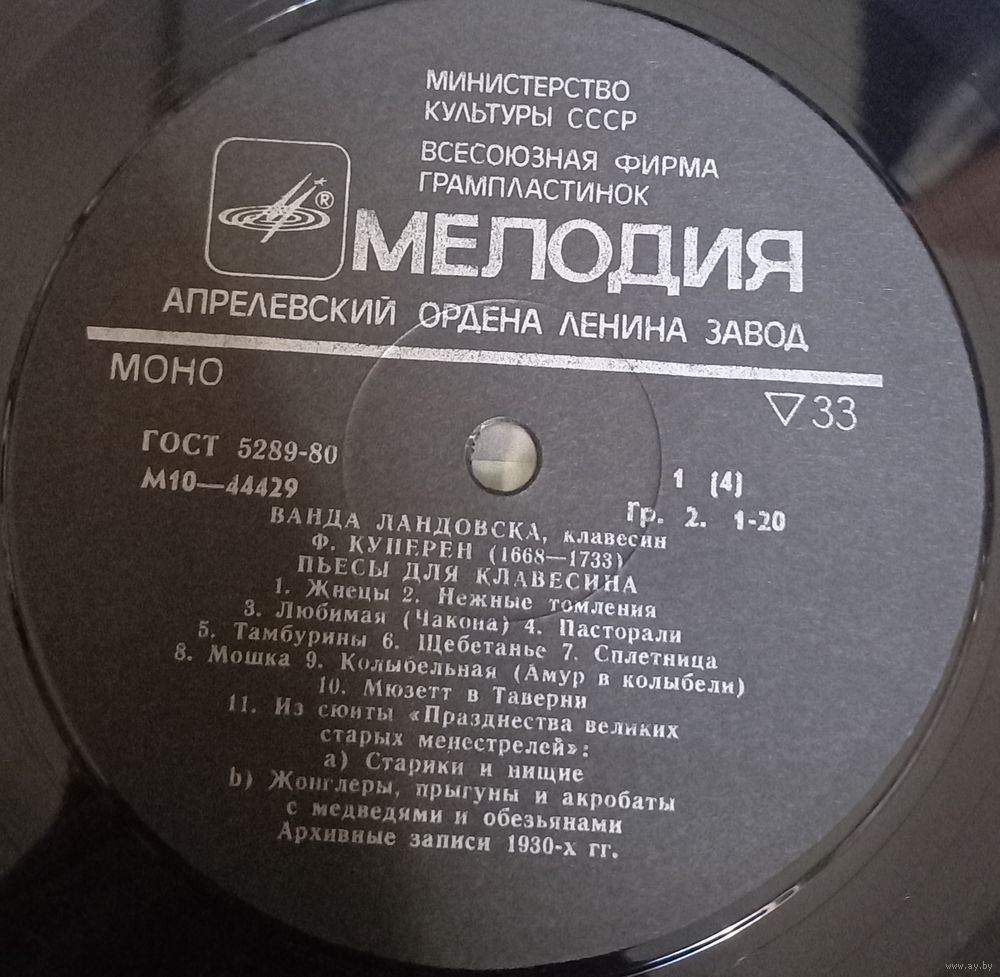 МИНИСТЕРСТВО
КУЛЬТУРЫ СССР
ВСЕСОЮЗНАЯ ФИРМА
ГРАМПЛАСТИНОК
®
МЕЛОДИЯ
АПРЕЛЕВСКИЙ ОРДЕНА ЛЕНИНА ЗАВОД
МОНО
▽33
ГОСТ 5289-80
М10—44429
1 (4)
Гр. 2. 1-20
ВАНДА ЛАНДОВСКА, клавесин
Ф. КУПЕРЕН (1668—1733)
ПЬЕСЫ ДЛЯ КЛАВЕСИНА
1. Жнецы 2. Нежные томления
3. Любимая (Чакона) 4. Пасторали
5. Тамбурины 6. Щебетанье 7. Сплетница
8. Мошка 9. Колыбельная (Амур в колыбели)
10. Мюзетт в Таверни
11. Из сюиты «Празднества великих
старых менестрелей»:
а) Старики и нищие
b) Жонглеры, прыгуны и акробаты
с медведями и обезьянами
Архивные записи 1930-х гг.
www.ay.by